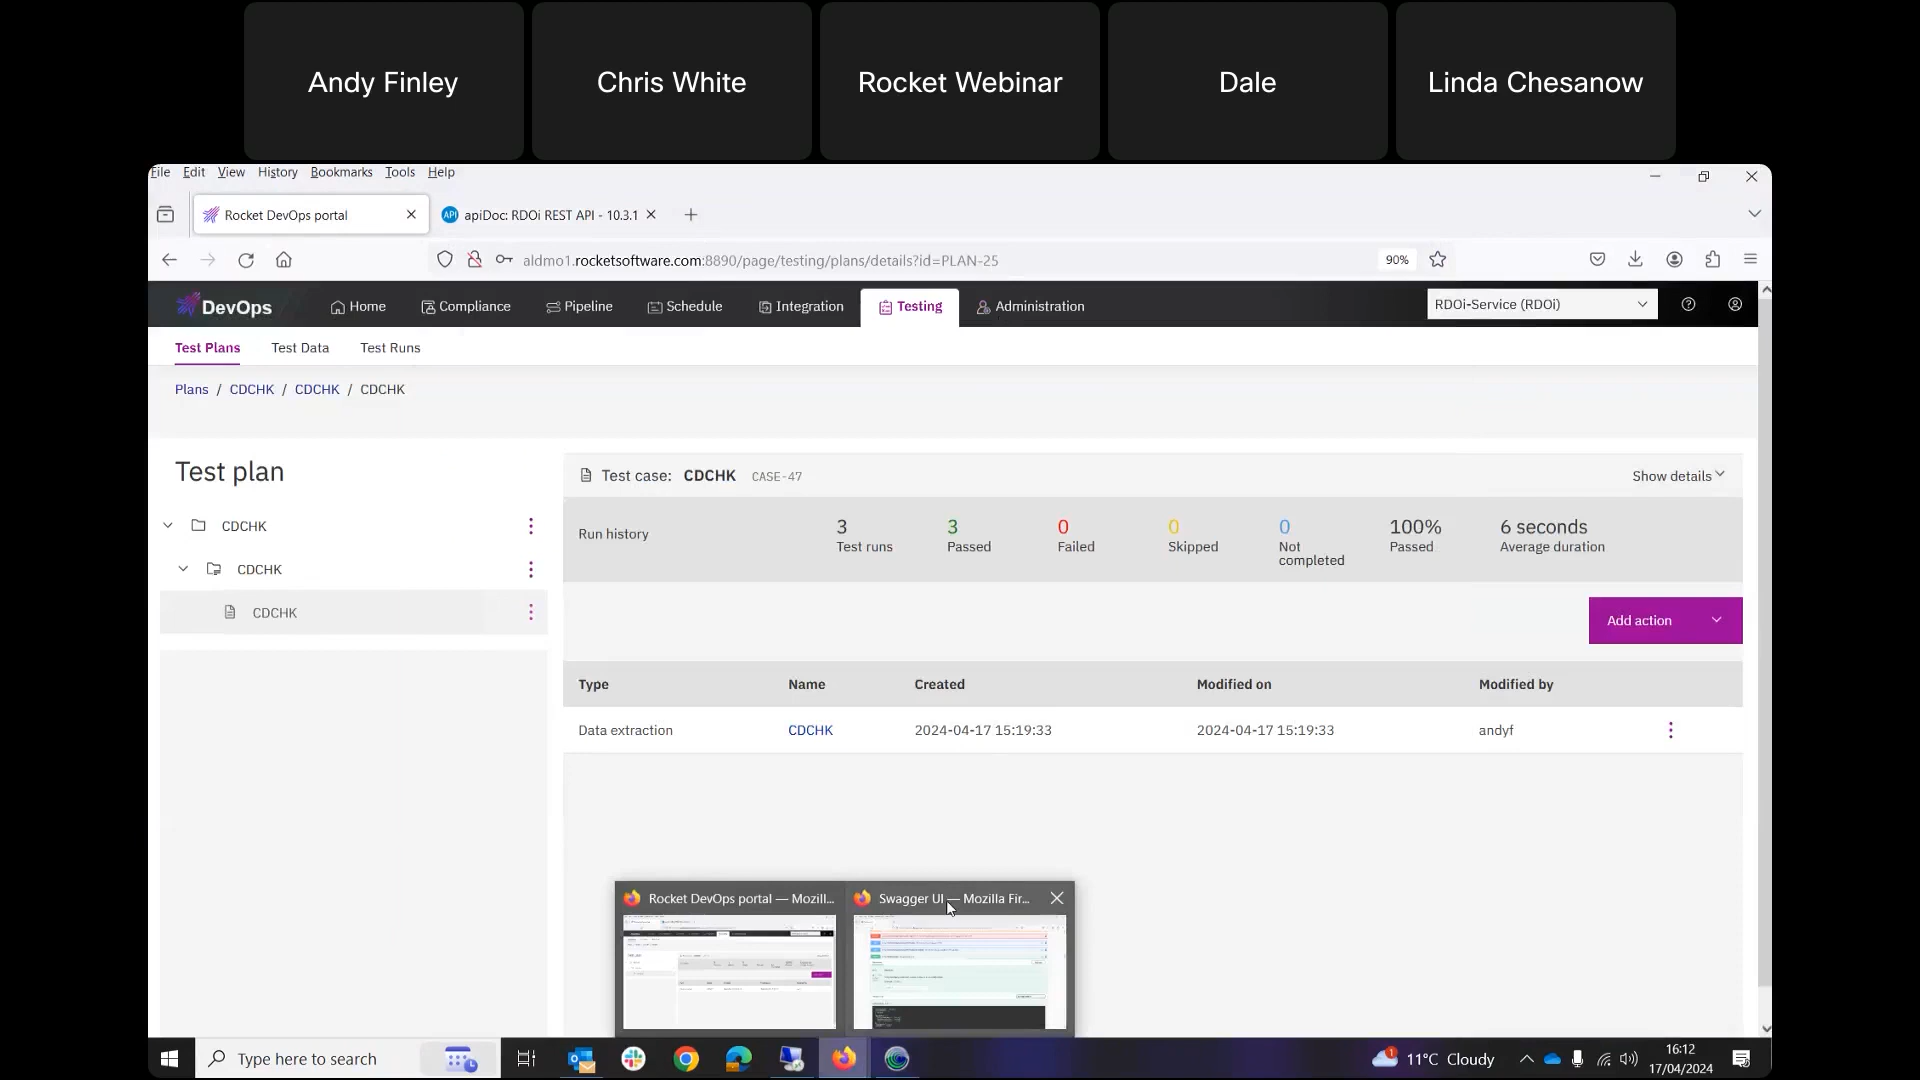 Andy Finley
Chris White
Rocket Webinar
Dale
Linda Chesanow
File Edit View History Bookmarks Tools Help
Rocket DevOps portal
API apiDoc: RDOi REST API - 10.3.1
aldmo1.rocketsoftware.com:8890/page/testing/plans/details?id=PLAN-25
90%
DevOps
Home
Compliance
Pipeline
Schedule
Integration
Testing
Administration
RDOi-Service (RDOi)
Test Plans
Test Data
Test Runs
Plans / CDCHK / CDCHK / CDCHK
Test plan
CDCHK
CDCHK
CDCHK
Test case: CDCHK CASE-47
Show details
Run history
3
Test runs
3
Passed
0
Failed
0
Skipped
0
Not
completed
100%
Passed
6 seconds
Average duration
Add action
Type Name Created Modified on Modified by
Data extraction CDCHK 2024-04-17 15:19:33 2024-04-17 15:19:33 andyf
Rocket DevOps portal — Mozill...
Swagger UI — Mozilla Fir...
Type here to search
1
11°C Cloudy
16:12
17/04/2024